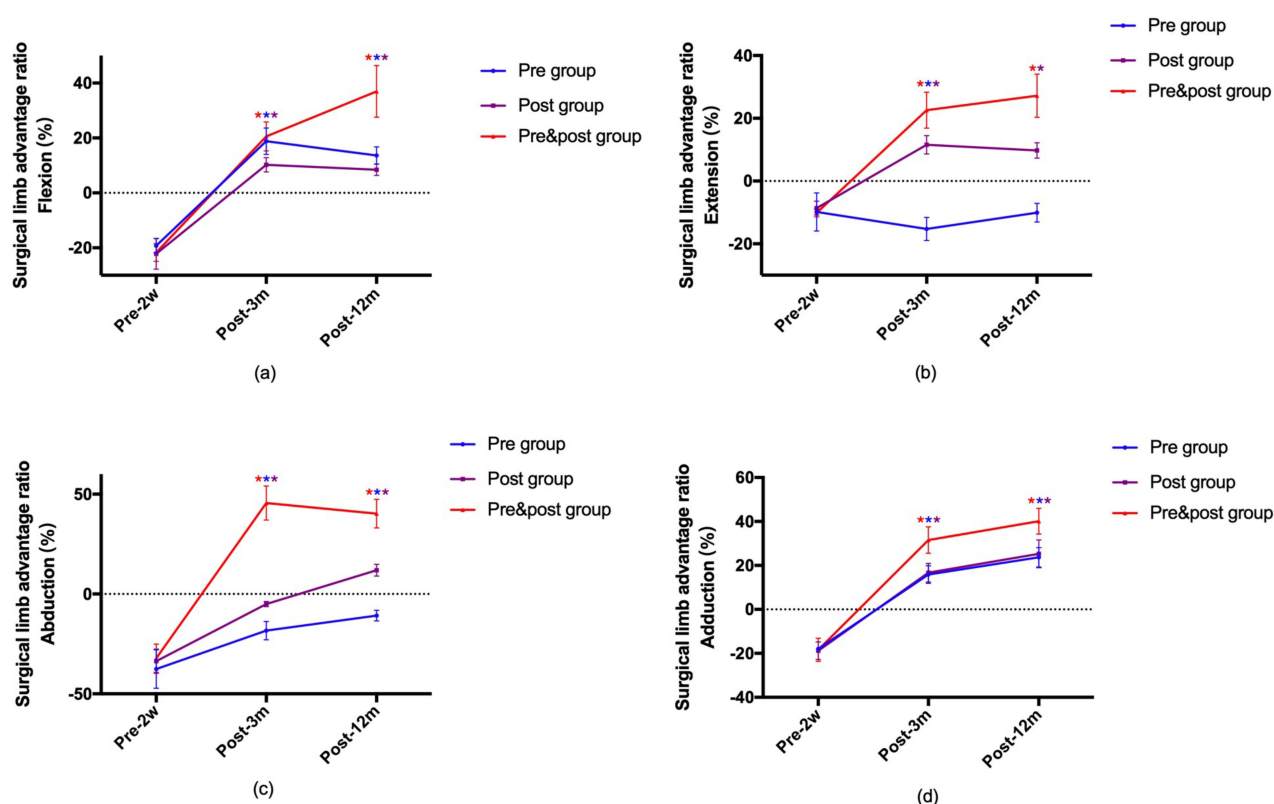 Surgical limb advantage ratio
Flexion (%)
40
20
0
-20
***
***
Pre-2w
Post-3m
Post-12m
Pre group
Post group
Pre&post group
(a)
Surgical limb advantage ratio
Extension (%)
40
20
0
-20
***
**
Pre-2w
Post-3m
Post-12m
Pre group
Post group
Pre&post group
(b)
Surgical limb advantage ratio
Abduction (%)
50
0
-50
***
***
Pre-2w
Post-3m
Post-12m
Pre group
Post group
Pre&post group
(c)
Surgical limb advantage ratio
Adduction (%)
60
40
20
0
-20
-40
***
***
Pre-2w
Post-3m
Post-12m
Pre group
Post group
Pre&post group
(d)